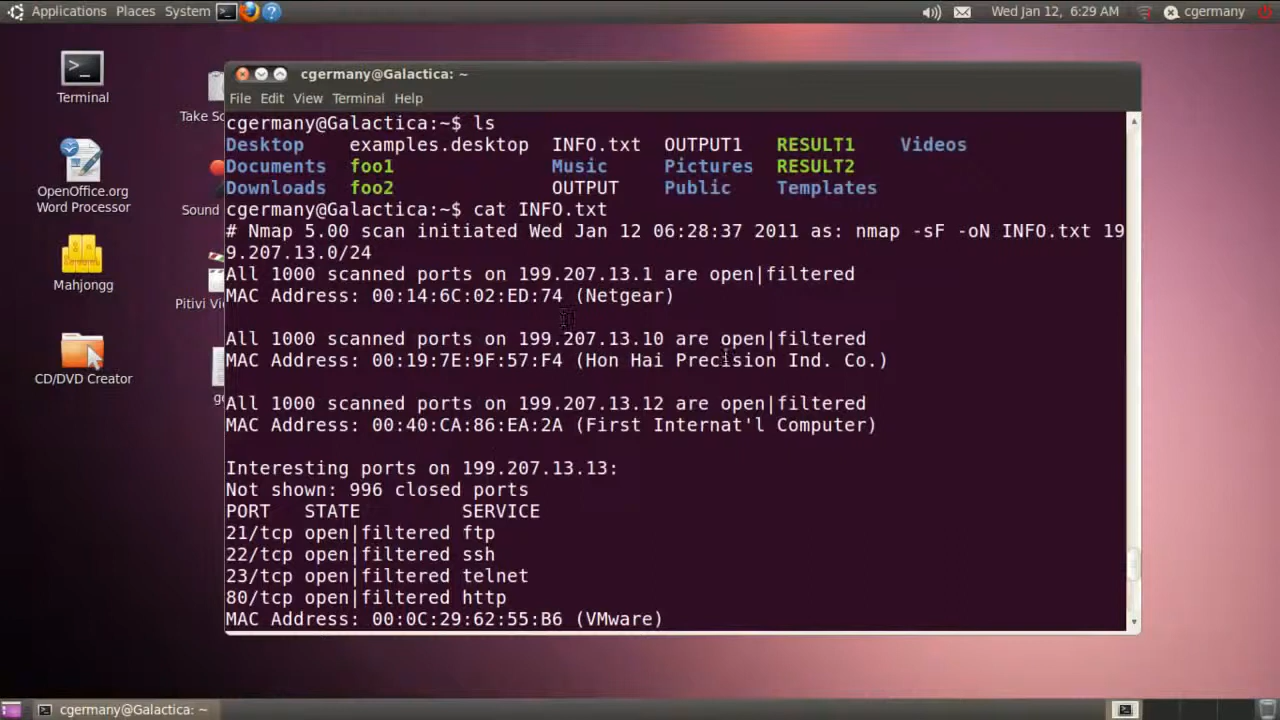 Applications Places System
Wed Jan 12, 6:29 AM
cgermany
Terminal
OpenOffice.org
Word Processor
Mahjongg
CD/DVD Creator
Take
Sound
Pitivi
cgermany@Galactica: ~
File Edit View Terminal Help
cgermany@Galactica:~$ ls
Desktop examples.desktop INFO.txt OUTPUT1 RESULT1 Videos
Documents foo1 Music Pictures RESULT2
Downloads foo2 OUTPUT Public Templates
cgermany@Galactica:~$ cat INFO.txt
# Nmap 5.00 scan initiated Wed Jan 12 06:28:37 2011 as: nmap -sF -oN INFO.txt 19
9.207.13.0/24
All 1000 scanned ports on 199.207.13.1 are open|filtered
MAC Address: 00:14:6C:02:ED:74 (Netgear)
All 1000 scanned ports on 199.207.13.10 are open|filtered
MAC Address: 00:19:7E:9F:57:F4 (Hon Hai Precision Ind. Co.)
All 1000 scanned ports on 199.207.13.12 are open|filtered
MAC Address: 00:40:CA:86:EA:2A (First Internat'l Computer)
Interesting ports on 199.207.13.13:
Not shown: 996 closed ports
PORT STATE SERVICE
21/tcp open|filtered ftp
22/tcp open|filtered ssh
23/tcp open|filtered telnet
80/tcp open|filtered http
MAC Address: 00:0C:29:62:55:B6 (VMware)
cgermany@Galactica: ~